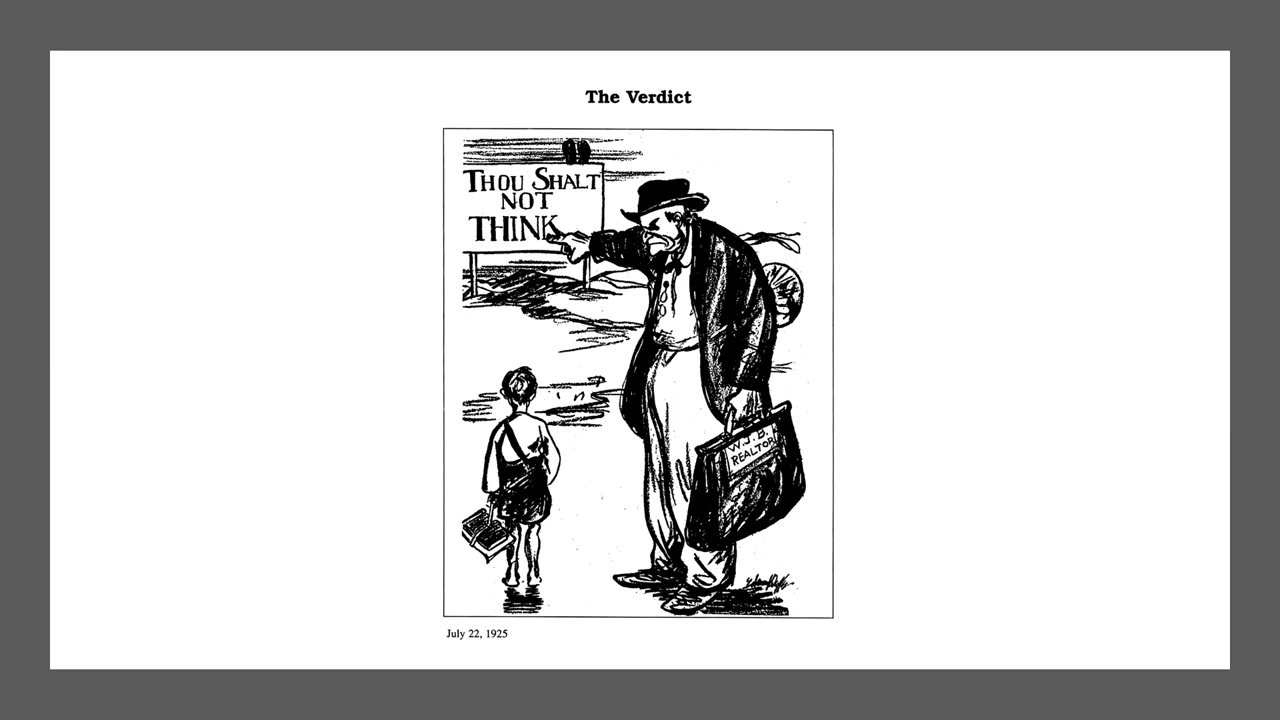 The Verdict
THOU SHALT
NOT
THINK
W.J.B.
REALTOR
July 22, 1925